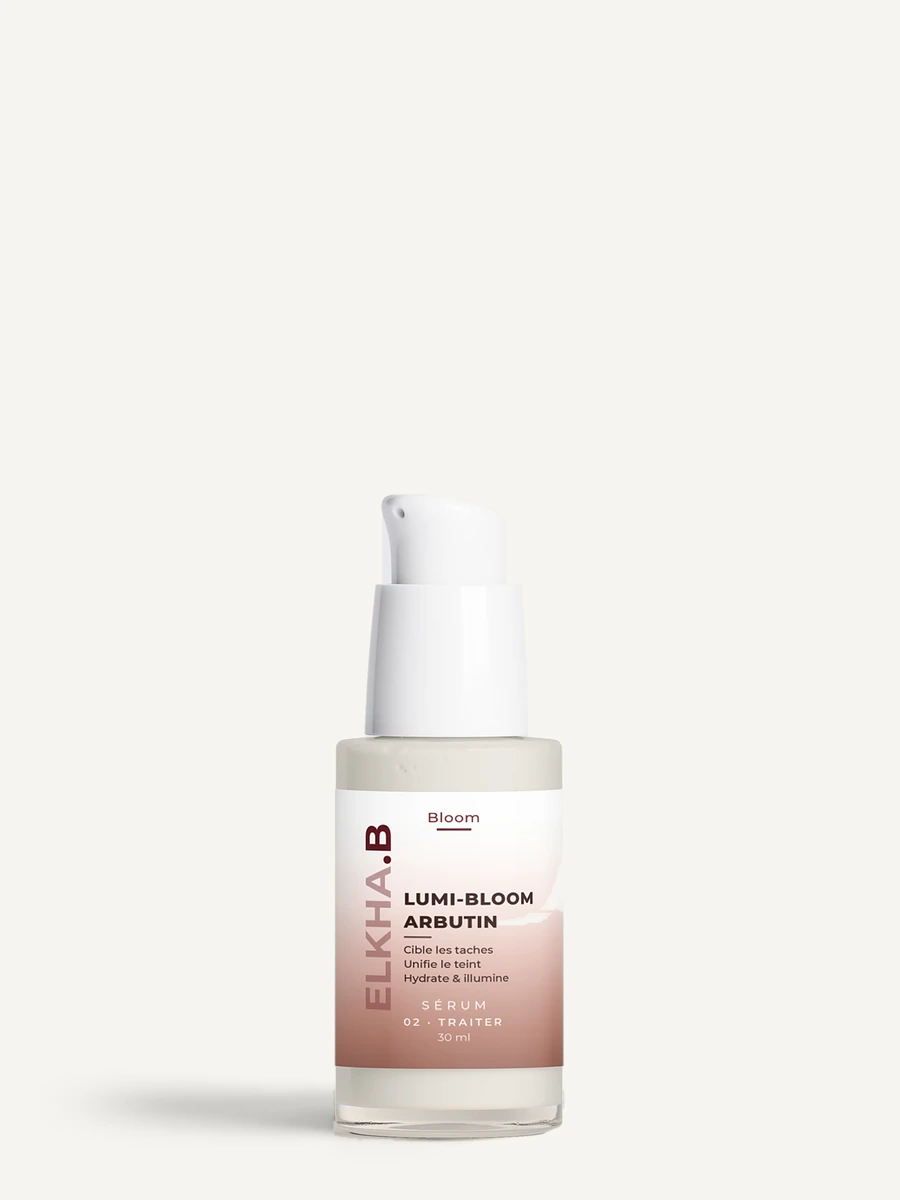 Bloom
ELKHA.B
LUMI-BLOOM
ARBUTIN
Cible les taches
Unifie le teint
Hydrate & illumine
SÉRUM
02 · TRAITER
30 ml